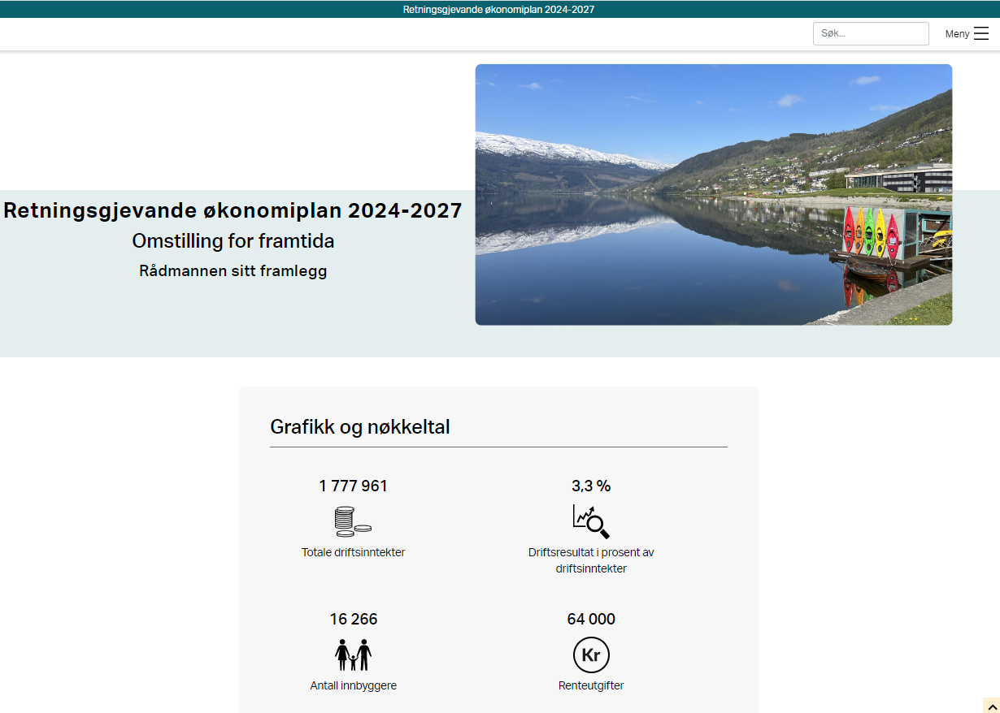 Retningsgjevande økonomiplan 2024-2027
Søk...
Meny
Retningsgjevande økonomiplan 2024-2027
Omstilling for framtida
Rådmannen sitt framlegg
Grafikk og nøkkeltal
1 777 961
Totale driftsinntekter
3,3 %
Driftsresultat i prosent av
driftsinntekter
16 266
Antall innbyggere
64 000
Kr
Renteutgifter